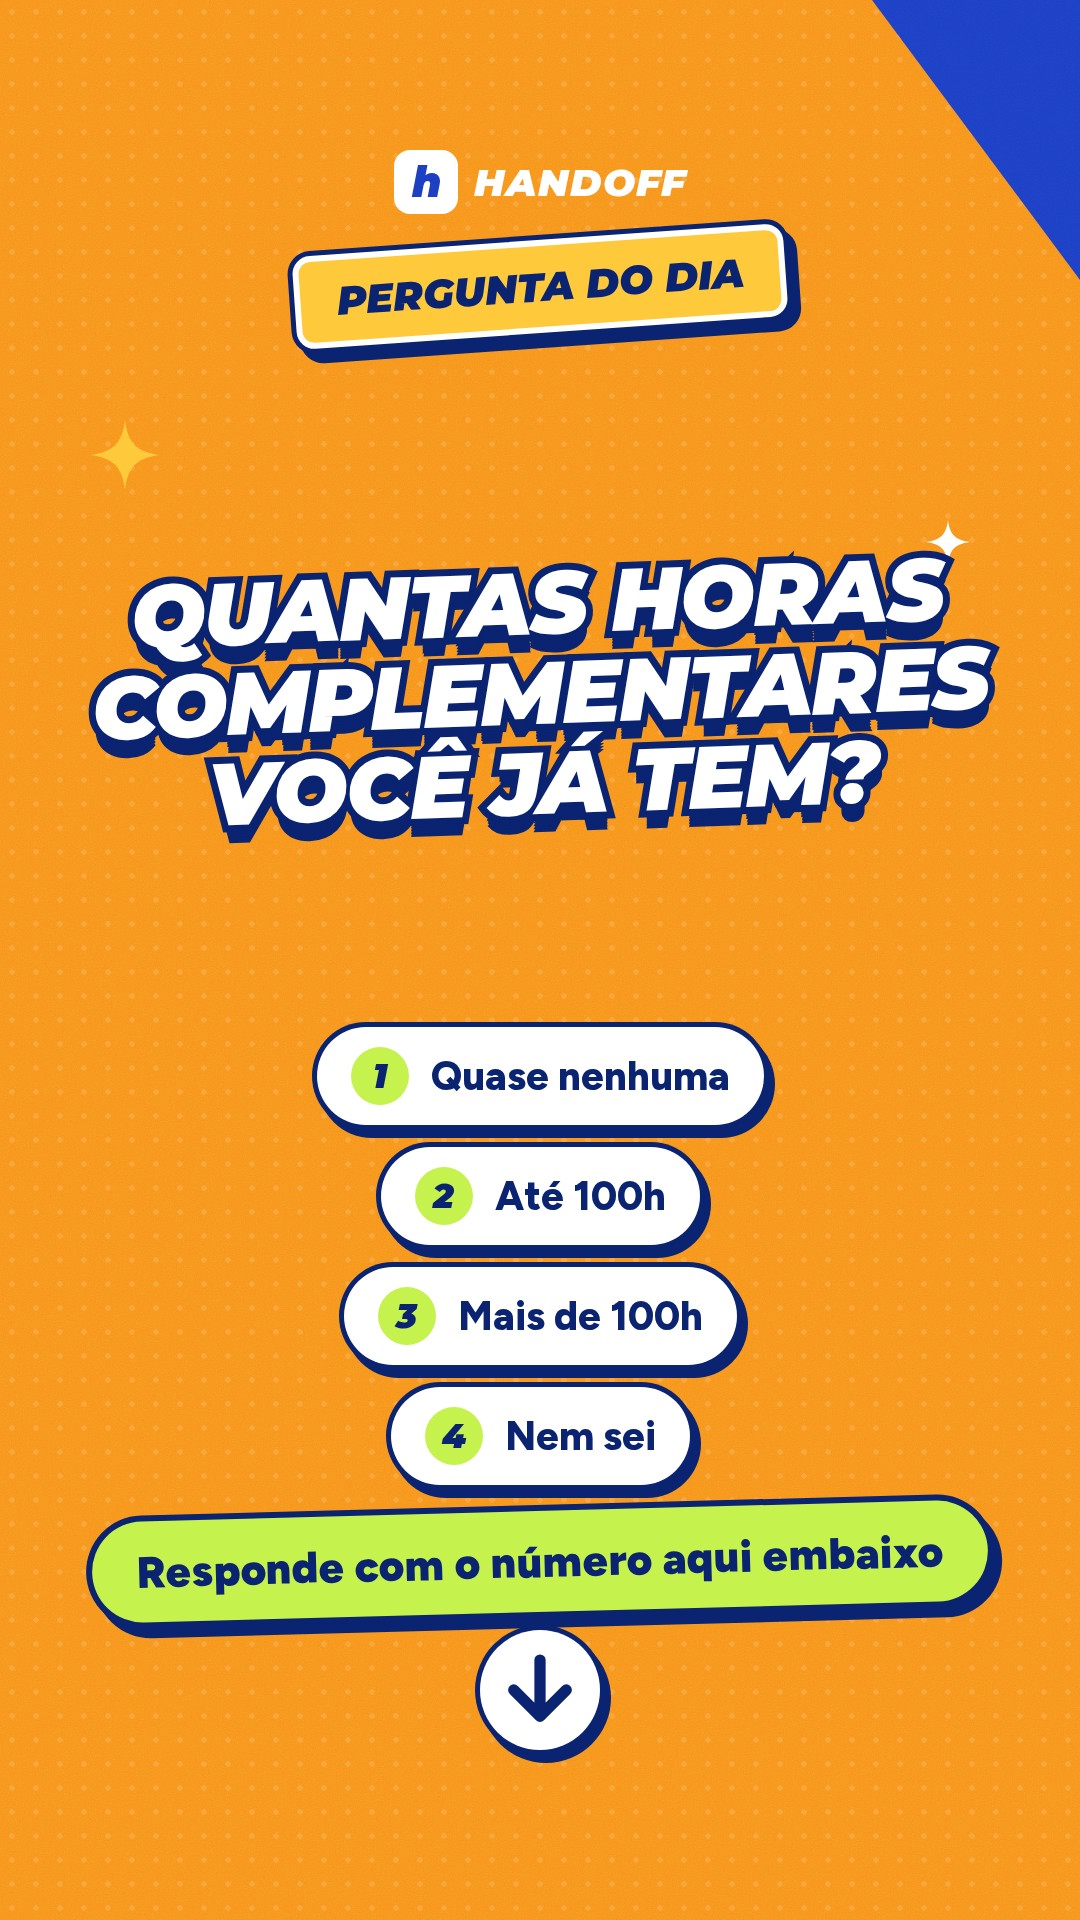 h HANDOFF
PERGUNTA DO DIA
QUANTAS HORAS
COMPLEMENTARES
VOCÊ JÁ TEM?
1 Quase nenhuma
2 Até 100h
3 Mais de 100h
4 Nem sei
Responde com o número aqui embaixo